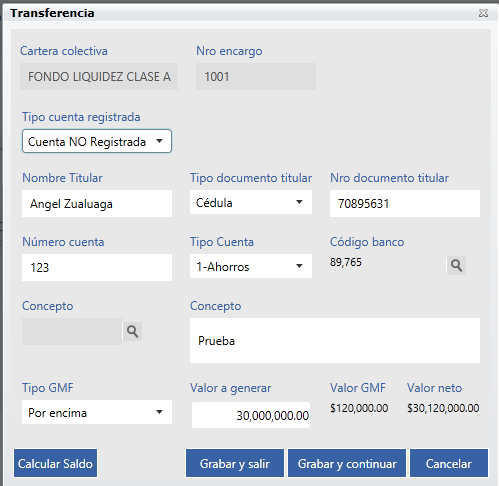 Transferencia
Cartera colectiva Nro encargo
FONDO LIQUIDEZ CLASE A 1001
Tipo cuenta registrada
Cuenta NO Registrada
Nombre Titular Tipo documento titular Nro documento titular
Angel Zualuaga Cédula 70895631
Número cuenta Tipo Cuenta Código banco
123 1-Ahorros 89,765
Concepto Concepto
Prueba
Tipo GMF Valor a generar Valor GMF Valor neto
Por encima 30,000,000.00 $120,000.00 $30,120,000.00
Calcular Saldo Grabar y salir Grabar y continuar Cancelar